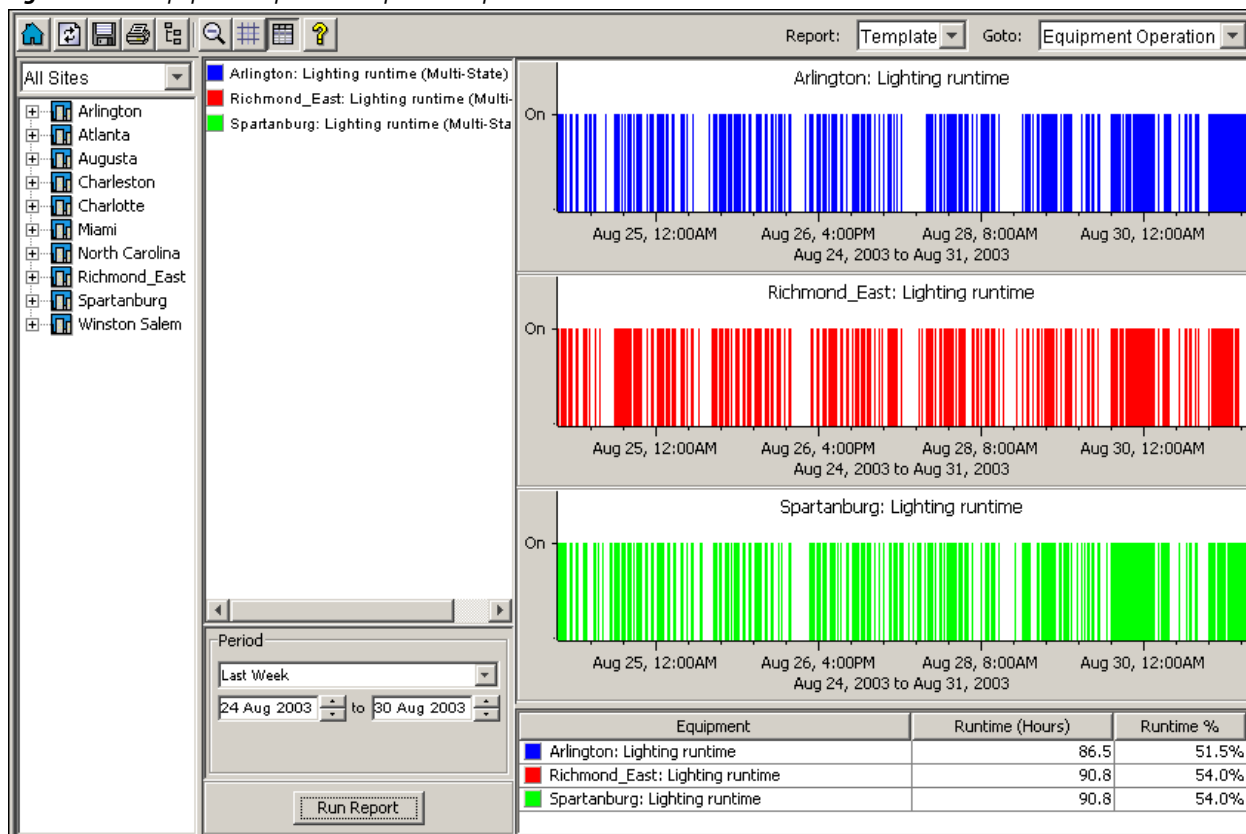 Report: Template Goto: Equipment Operation
All Sites
Arlington
Atlanta
Augusta
Charleston
Charlotte
Miami
North Carolina
Richmond_East
Spartanburg
Winston Salem
Arlington: Lighting runtime (Multi-State)
Richmond_East: Lighting runtime (Multi-
Spartanburg: Lighting runtime (Multi-Sta
Period
Last Week
24 Aug 2003 to 30 Aug 2003
Run Report
Arlington: Lighting runtime
On
Aug 25, 12:00AM Aug 26, 4:00PM Aug 28, 8:00AM Aug 30, 12:00AM
Aug 24, 2003 to Aug 31, 2003
Richmond_East: Lighting runtime
On
Aug 25, 12:00AM Aug 26, 4:00PM Aug 28, 8:00AM Aug 30, 12:00AM
Aug 24, 2003 to Aug 31, 2003
Spartanburg: Lighting runtime
On
Aug 25, 12:00AM Aug 26, 4:00PM Aug 28, 8:00AM Aug 30, 12:00AM
Aug 24, 2003 to Aug 31, 2003
Equipment Runtime (Hours) Runtime %
Arlington: Lighting runtime 86.5 51.5%
Richmond_East: Lighting runtime 90.8 54.0%
Spartanburg: Lighting runtime 90.8 54.0%